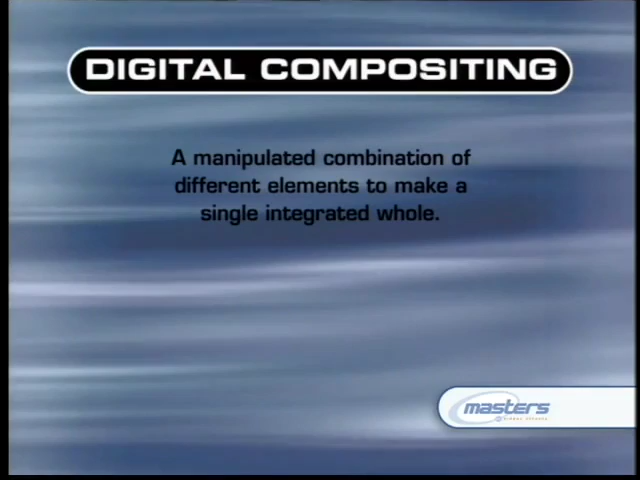 DIGITAL COMPOSITING
A manipulated combination of
different elements to make a
single integrated whole.
masters